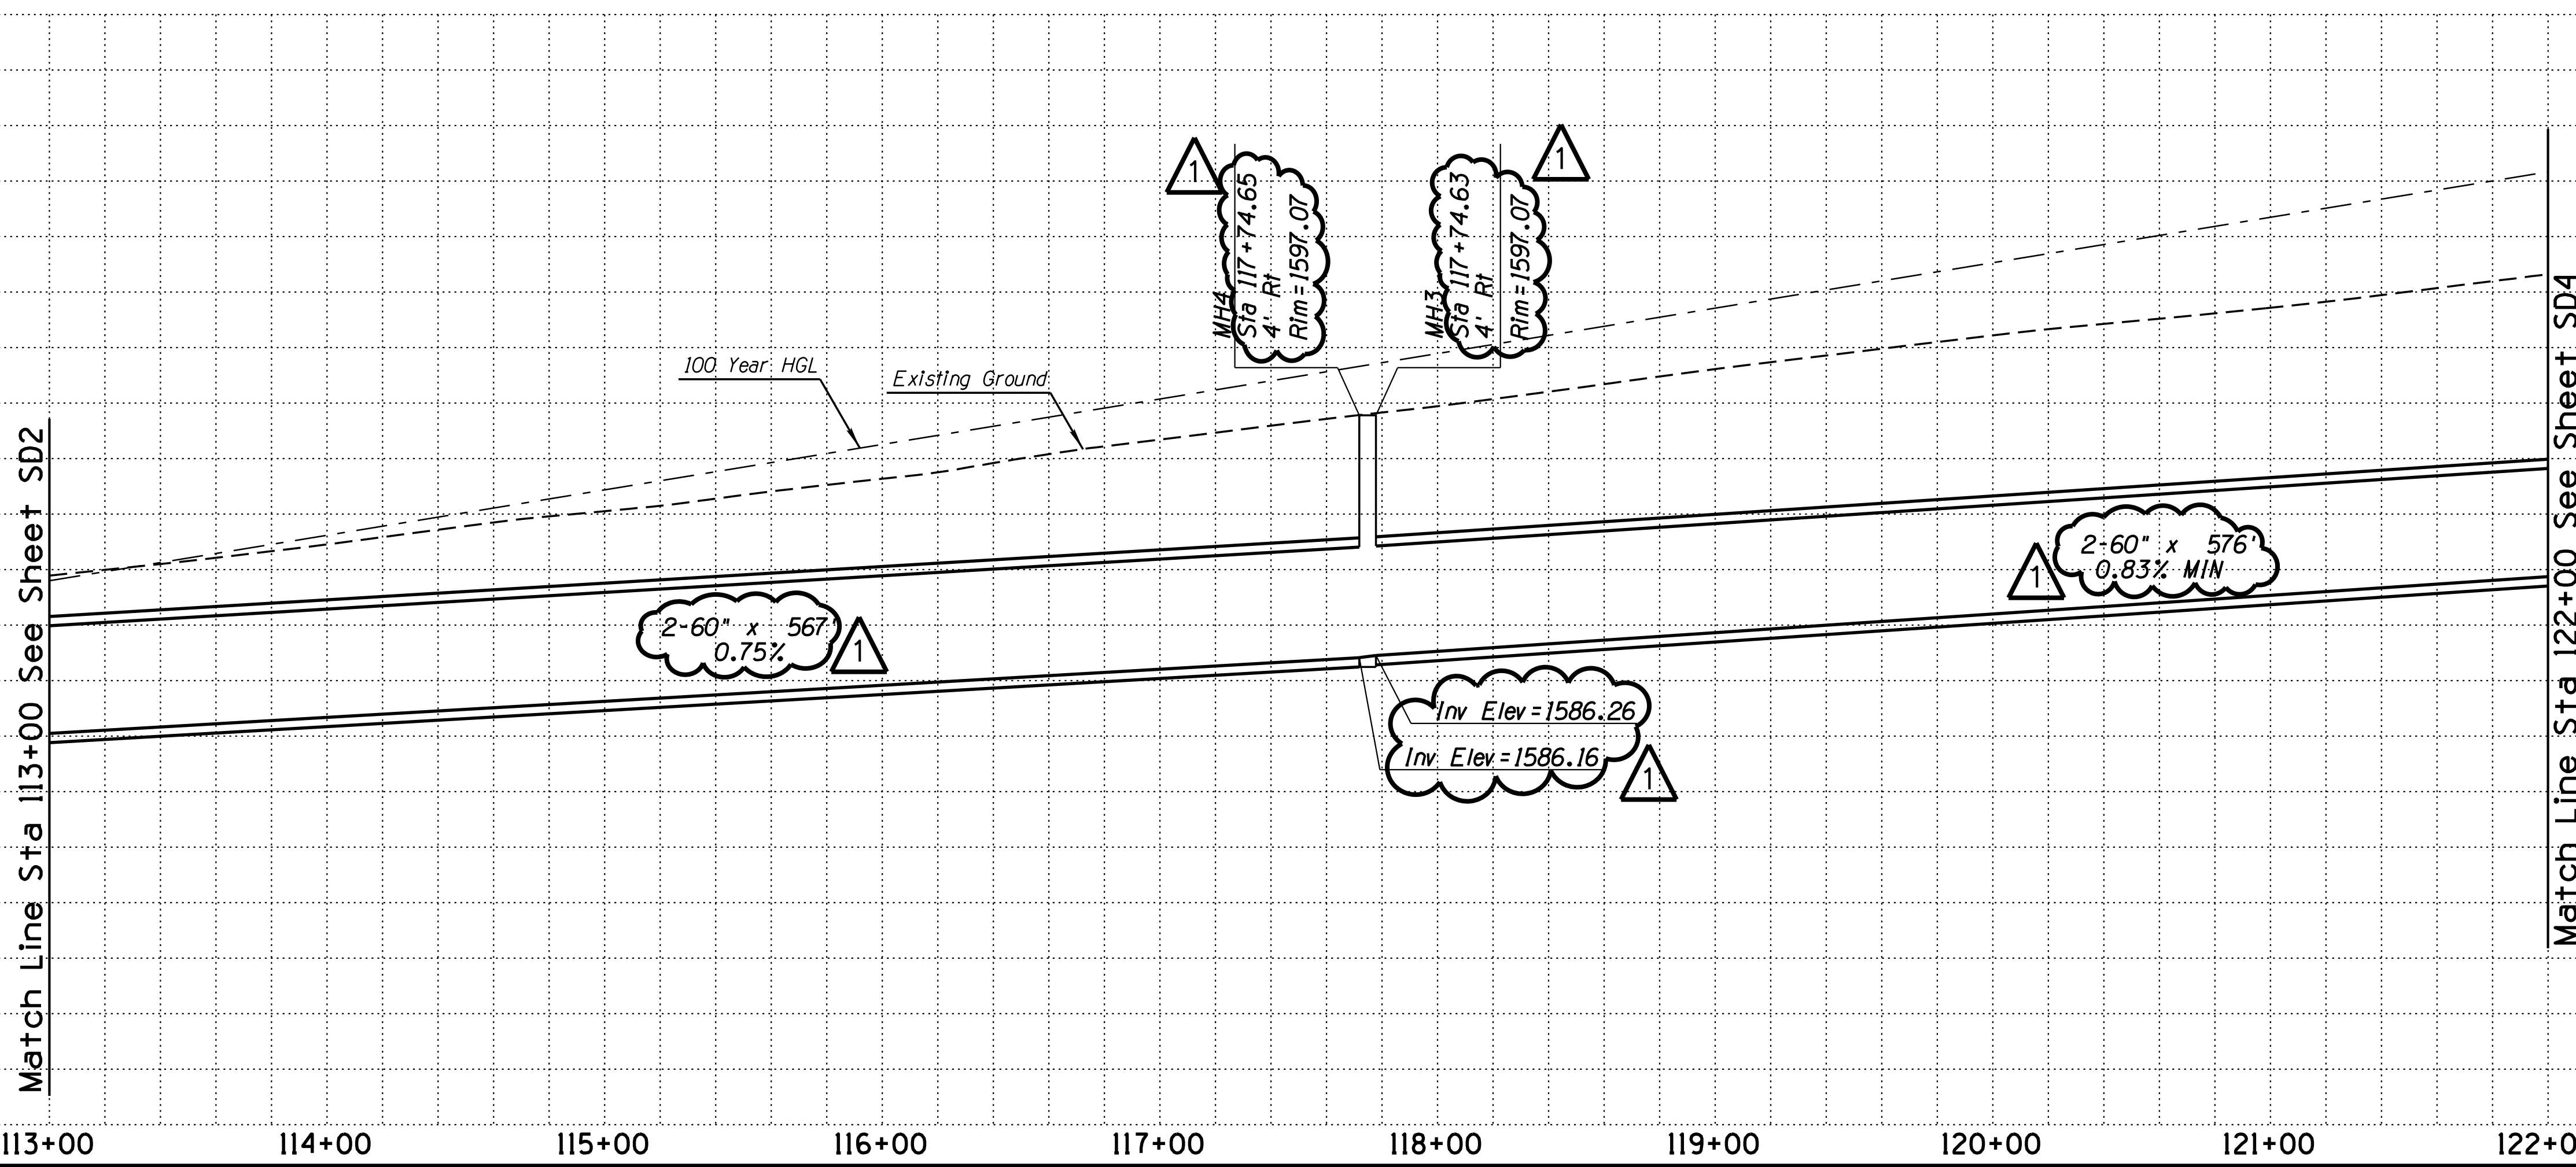 1
MH4
Sta 117+74.65
4' Rt
Rim=1597.07
MH3
Sta 117+74.63
4' Rt
Rim=1597.07
1
100 Year HGL
Existing Ground
Match Line Sta 113+00 See Sheet SD2
Match Line Sta 122+00 See Sheet SD4
2-60" x 576'
0.83% MIN
1
2-60" x 567'
0.75%
1
Inv Elev=1586.26
Inv Elev=1586.16
1
113+00 114+00 115+00 116+00 117+00 118+00 119+00 120+00 121+00 122+0